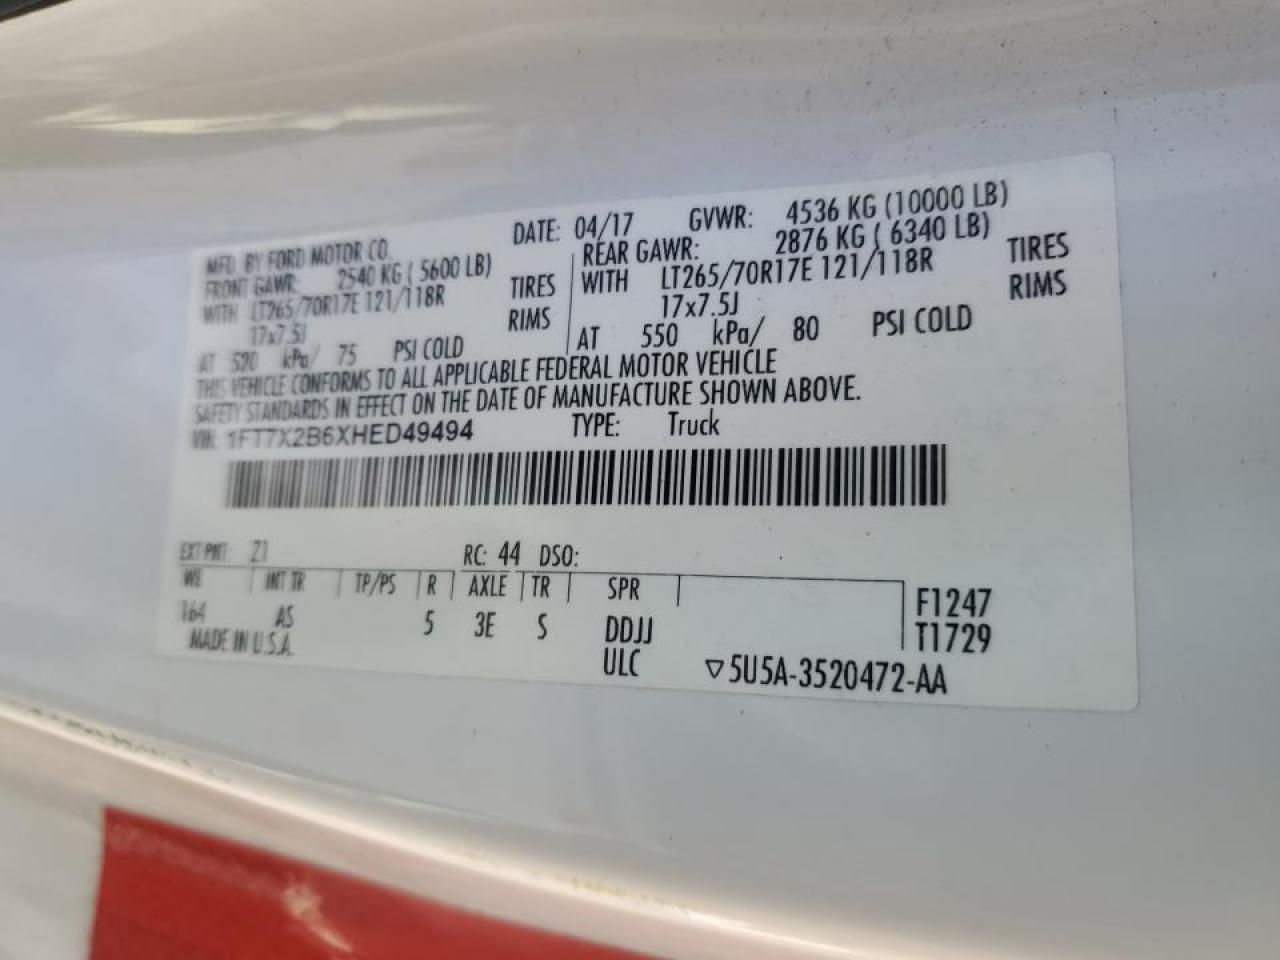 MFD. BY FORD MOTOR CO. DATE: 04/17 GVWR: 4536 KG (10000 LB)
FRONT GAWR: 2540 KG ( 5600 LB) REAR GAWR: 2876 KG ( 6340 LB)
WITH LT265/70R17E 121/118R TIRES WITH LT265/70R17E 121/118R TIRES
17x7.5J RIMS 17x7.5J RIMS
AT 520 kPa/ 75 PSI COLD AT 550 kPa/ 80 PSI COLD
THIS VEHICLE CONFORMS TO ALL APPLICABLE FEDERAL MOTOR VEHICLE
SAFETY STANDARDS IN EFFECT ON THE DATE OF MANUFACTURE SHOWN ABOVE.
VIN: 1FT7X2B6XHED49494 TYPE: Truck
EXT PNT: Z1 RC: 44 DSO:
WB INT TR TP/PS R AXLE TR SPR F1247
164 AS 5 3E S DDJJ T1729
MADE IN U.S.A. ULC ▽5U5A-3520472-AA